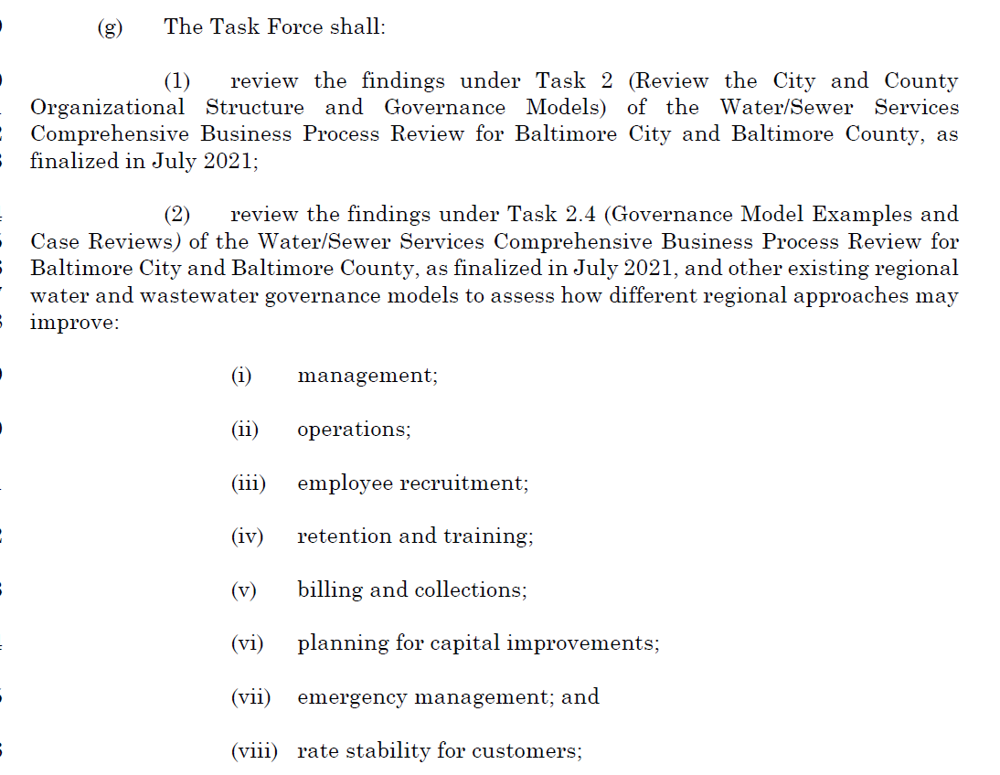 (g) The Task Force shall:
(1) review the findings under Task 2 (Review the City and County
Organizational Structure and Governance Models) of the Water/Sewer Services
Comprehensive Business Process Review for Baltimore City and Baltimore County, as
finalized in July 2021;
(2) review the findings under Task 2.4 (Governance Model Examples and
Case Reviews) of the Water/Sewer Services Comprehensive Business Process Review for
Baltimore City and Baltimore County, as finalized in July 2021, and other existing regional
water and wastewater governance models to assess how different regional approaches may
improve:
(i) management;
(ii) operations;
(iii) employee recruitment;
(iv) retention and training;
(v) billing and collections;
(vi) planning for capital improvements;
(vii) emergency management; and
(viii) rate stability for customers;